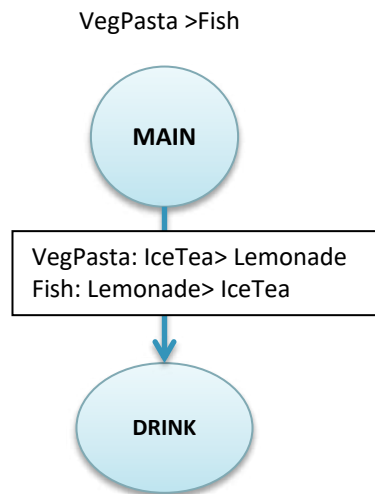 VegPasta >Fish
MAIN
VegPasta: IceTea> Lemonade
Fish: Lemonade> IceTea
DRINK